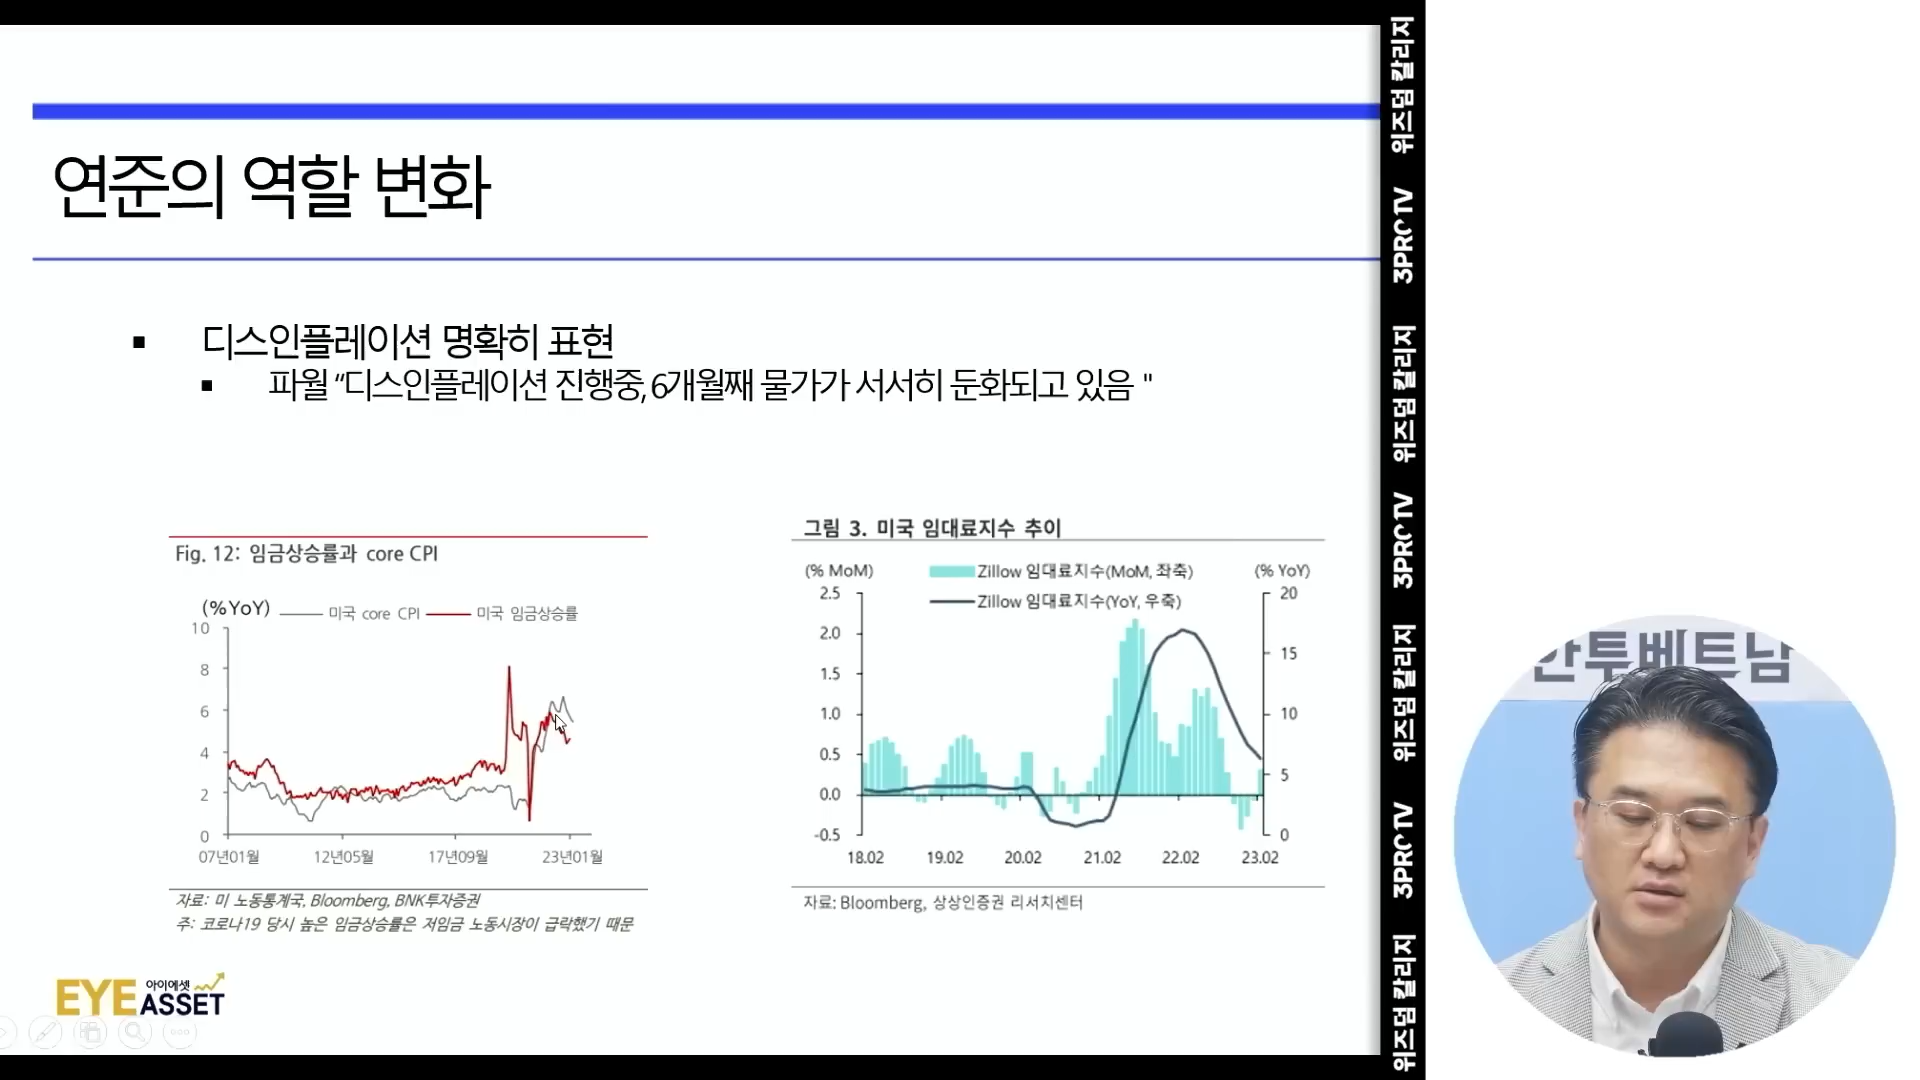 연준의 역할 변화
▪ 디스인플레이션 명확히 표현
▪ 파월 “디스인플레이션 진행중, 6개월째 물가가 서서히 둔화되고 있음 "
Fig. 12: 임금상승률과 core CPI
(%YoY) 미국 core CPI 미국 임금상승률
10
8
6
4
2
0
07년01월 12년05월 17년09월 23년01월
자료: 미 노동통계국, Bloomberg, BNK투자증권
주: 코로나19 당시 높은 임금상승률은 저임금 노동시장이 급락했기 때문
그림 3. 미국 임대료지수 추이
(% MoM) Zillow 임대료지수(MoM, 좌축) (% YoY)
Zillow 임대료지수(YoY, 우축)
2.5 20
2.0
15
1.5
1.0 10
0.5
5
0.0
-0.5 0
18.02 19.02 20.02 21.02 22.02 23.02
자료: Bloomberg, 상상인증권 리서치센터
EYE 아이에셋
ASSET
위즈덤 칼리지
3PROTV
위즈덤 칼리지
3PROTV
위즈덤 칼리지
3PROTV
위즈덤 칼리지
한투베트남